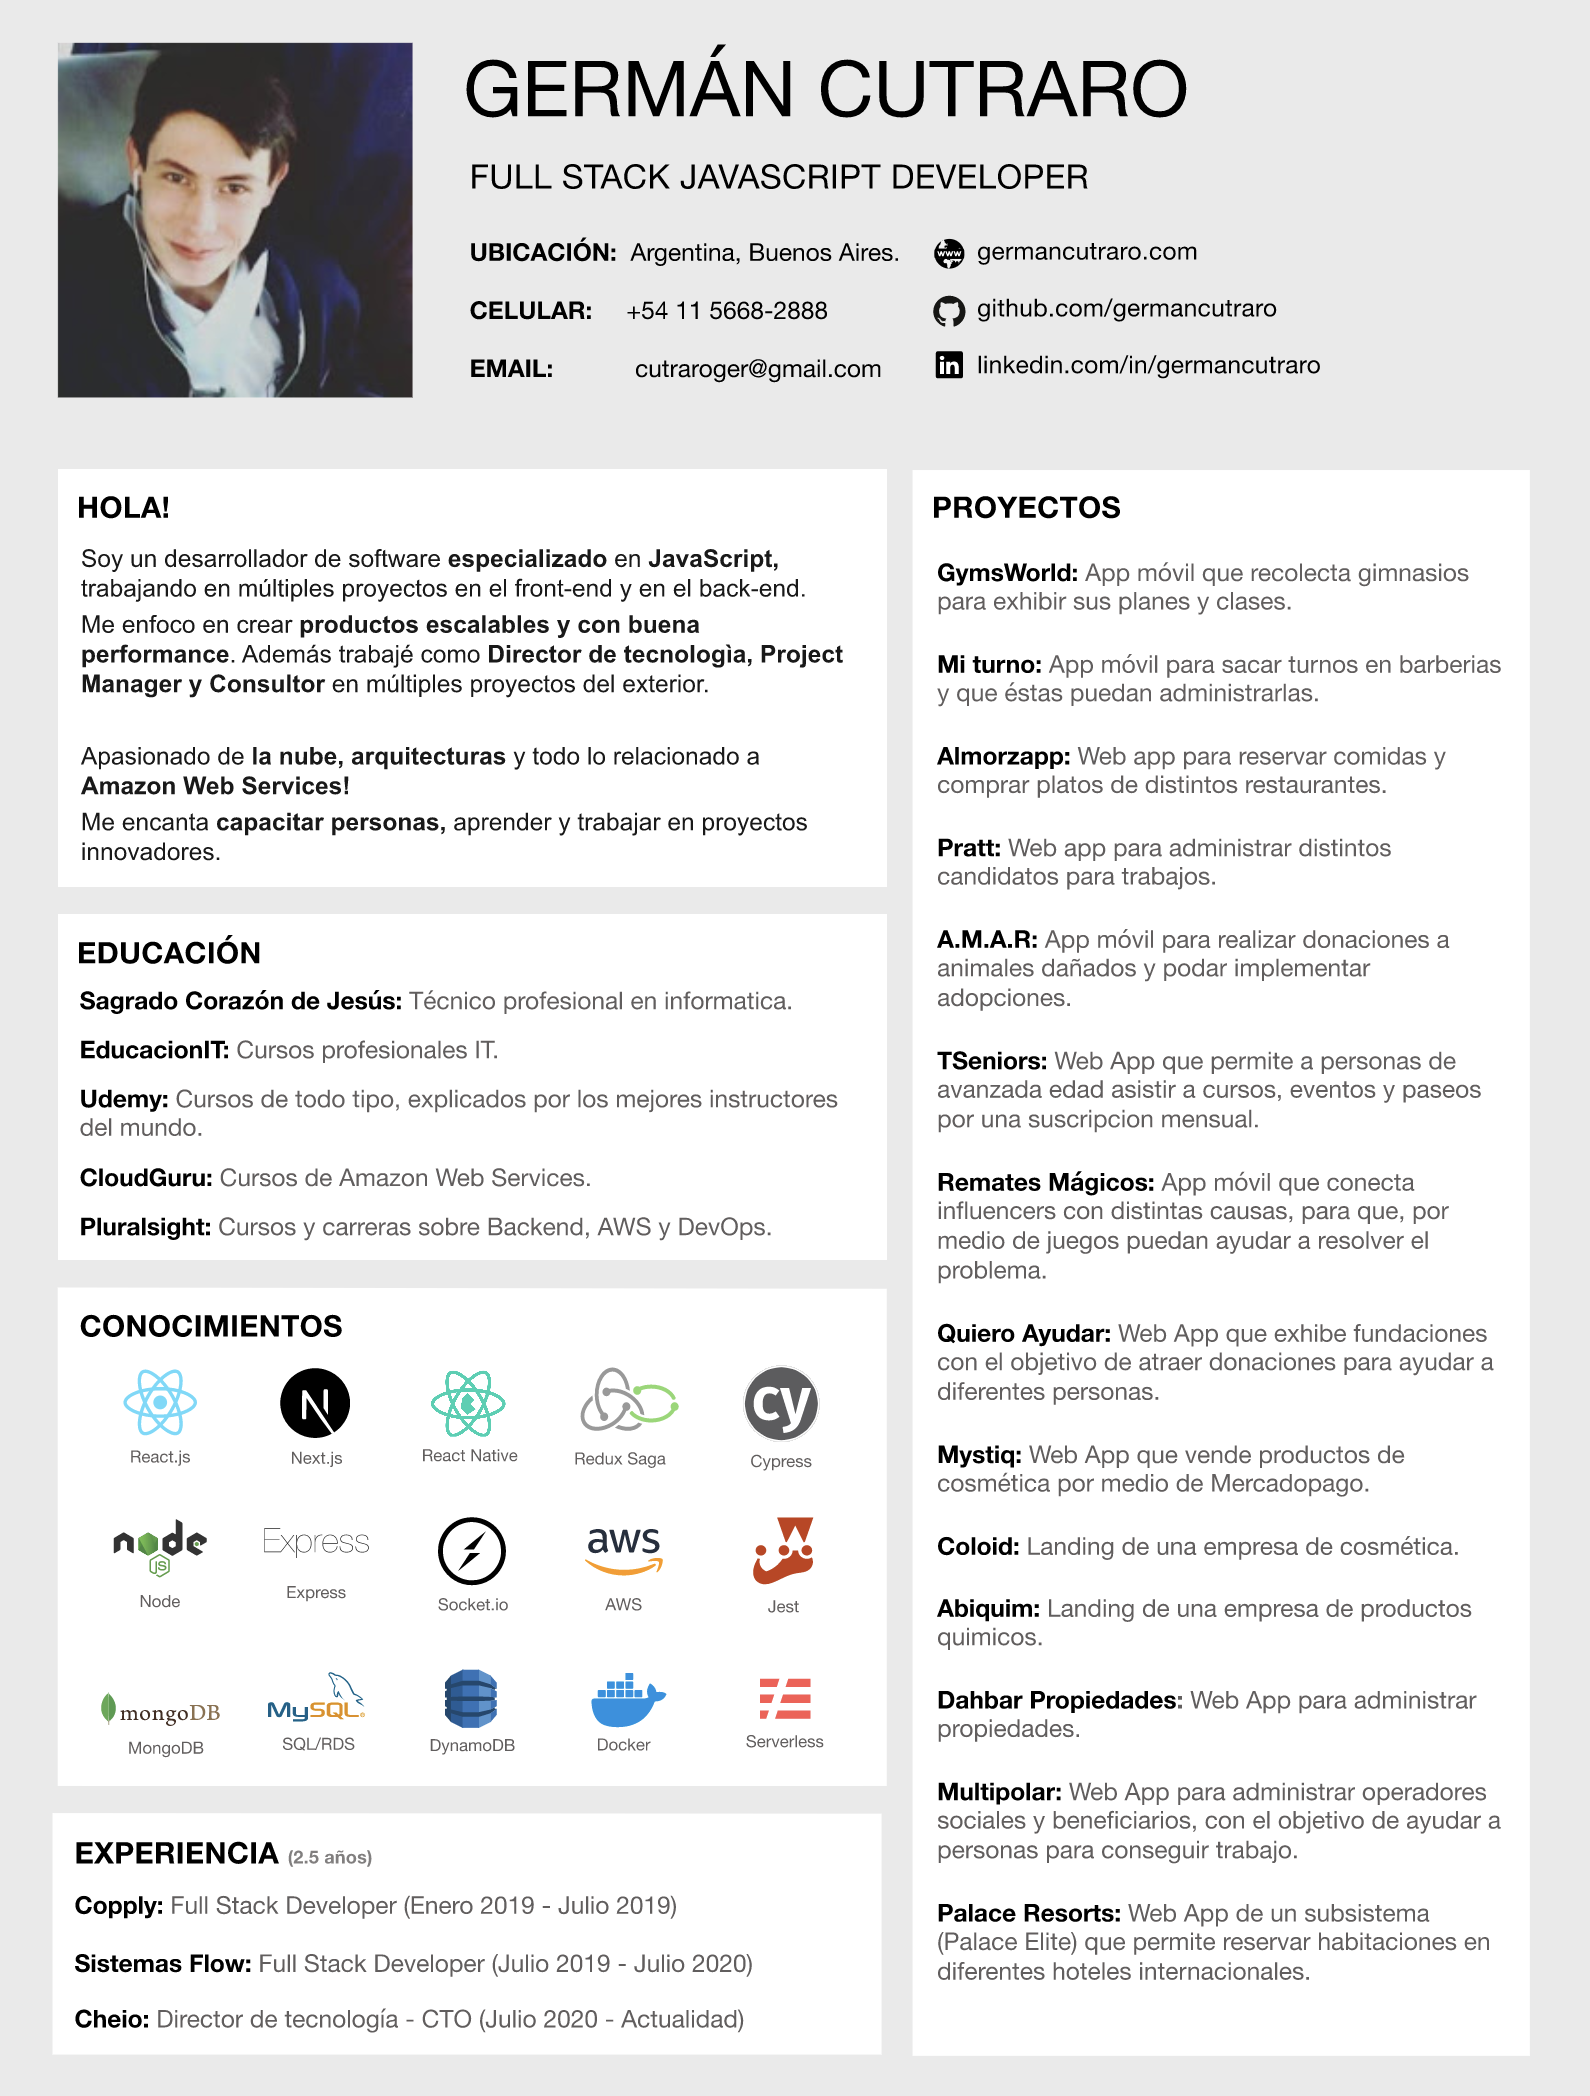 GERMÁN CUTRARO
FULL STACK JAVASCRIPT DEVELOPER
UBICACIÓN: Argentina, Buenos Aires.
CELULAR: +54 11 5668-2888
EMAIL: cutraroger@gmail.com
www germancutraro.com
github.com/germancutraro
in linkedin.com/in/germancutraro
HOLA!
Soy un desarrollador de software especializado en JavaScript,
trabajando en múltiples proyectos en el front-end y en el back-end.
Me enfoco en crear productos escalables y con buena
performance. Además trabajé como Director de tecnologìa, Project
Manager y Consultor en múltiples proyectos del exterior.
Apasionado de la nube, arquitecturas y todo lo relacionado a
Amazon Web Services!
Me encanta capacitar personas, aprender y trabajar en proyectos
innovadores.
EDUCACIÓN
Sagrado Corazón de Jesús: Técnico profesional en informatica.
EducacionIT: Cursos profesionales IT.
Udemy: Cursos de todo tipo, explicados por los mejores instructores
del mundo.
CloudGuru: Cursos de Amazon Web Services.
Pluralsight: Cursos y carreras sobre Backend, AWS y DevOps.
CONOCIMIENTOS
N
cy
React.js
Next.js
React Native
Redux Saga
Cypress
node
JS
Express
aws
Node
Express
Socket.io
AWS
Jest
mongoDB
MySQL
MongoDB
SQL/RDS
DynamoDB
Docker
Serverless
EXPERIENCIA (2.5 años)
Copply: Full Stack Developer (Enero 2019 - Julio 2019)
Sistemas Flow: Full Stack Developer (Julio 2019 - Julio 2020)
Cheio: Director de tecnología - CTO (Julio 2020 - Actualidad)
PROYECTOS
GymsWorld: App móvil que recolecta gimnasios
para exhibir sus planes y clases.
Mi turno: App móvil para sacar turnos en barberias
y que éstas puedan administrarlas.
Almorzapp: Web app para reservar comidas y
comprar platos de distintos restaurantes.
Pratt: Web app para administrar distintos
candidatos para trabajos.
A.M.A.R: App móvil para realizar donaciones a
animales dañados y podar implementar
adopciones.
TSeniors: Web App que permite a personas de
avanzada edad asistir a cursos, eventos y paseos
por una suscripcion mensual.
Remates Mágicos: App móvil que conecta
influencers con distintas causas, para que, por
medio de juegos puedan ayudar a resolver el
problema.
Quiero Ayudar: Web App que exhibe fundaciones
con el objetivo de atraer donaciones para ayudar a
diferentes personas.
Mystiq: Web App que vende productos de
cosmética por medio de Mercadopago.
Coloid: Landing de una empresa de cosmética.
Abiquim: Landing de una empresa de productos
quimicos.
Dahbar Propiedades: Web App para administrar
propiedades.
Multipolar: Web App para administrar operadores
sociales y beneficiarios, con el objetivo de ayudar a
personas para conseguir trabajo.
Palace Resorts: Web App de un subsistema
(Palace Elite) que permite reservar habitaciones en
diferentes hoteles internacionales.